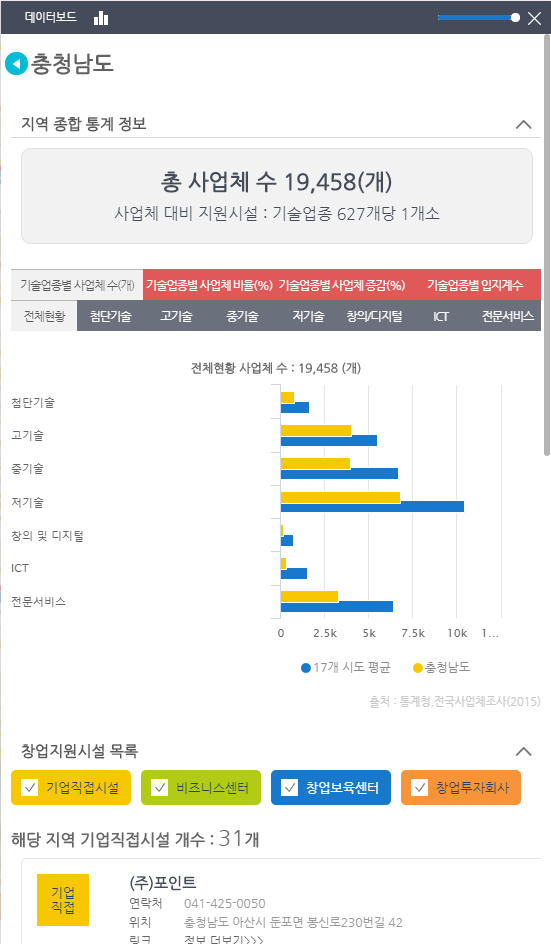 데이터보드
충청남도
지역 종합 통계 정보
총 사업체 수 19,458(개)
사업체 대비 지원시설 : 기술업종 627개당 1개소
기술업종별 사업체 수(개) 기술업종별 사업체 비율(%) 기술업종별 사업체 증감(%) 기술업종별 입지계수
전체현황 첨단기술 고기술 중기술 저기술 창의/디지털 ICT 전문서비스
전체현황 사업체 수 : 19,458 (개)
첨단기술
고기술
중기술
저기술
창의 및 디지털
ICT
전문서비스
0 2.5k 5k 7.5k 10k 1...
17개 시도 평균 충청남도
출처 : 통계청,전국사업체조사(2015)
창업지원시설 목록
기업직접시설 비즈니스센터 창업보육센터 창업투자회사
해당 지역 기업직접시설 개수 : 31개
기업
직접
(주)포인트
연락처 041-425-0050
위치 충청남도 아산시 둔포면 봉신로230번길 42
링크 정보 더보기>>>